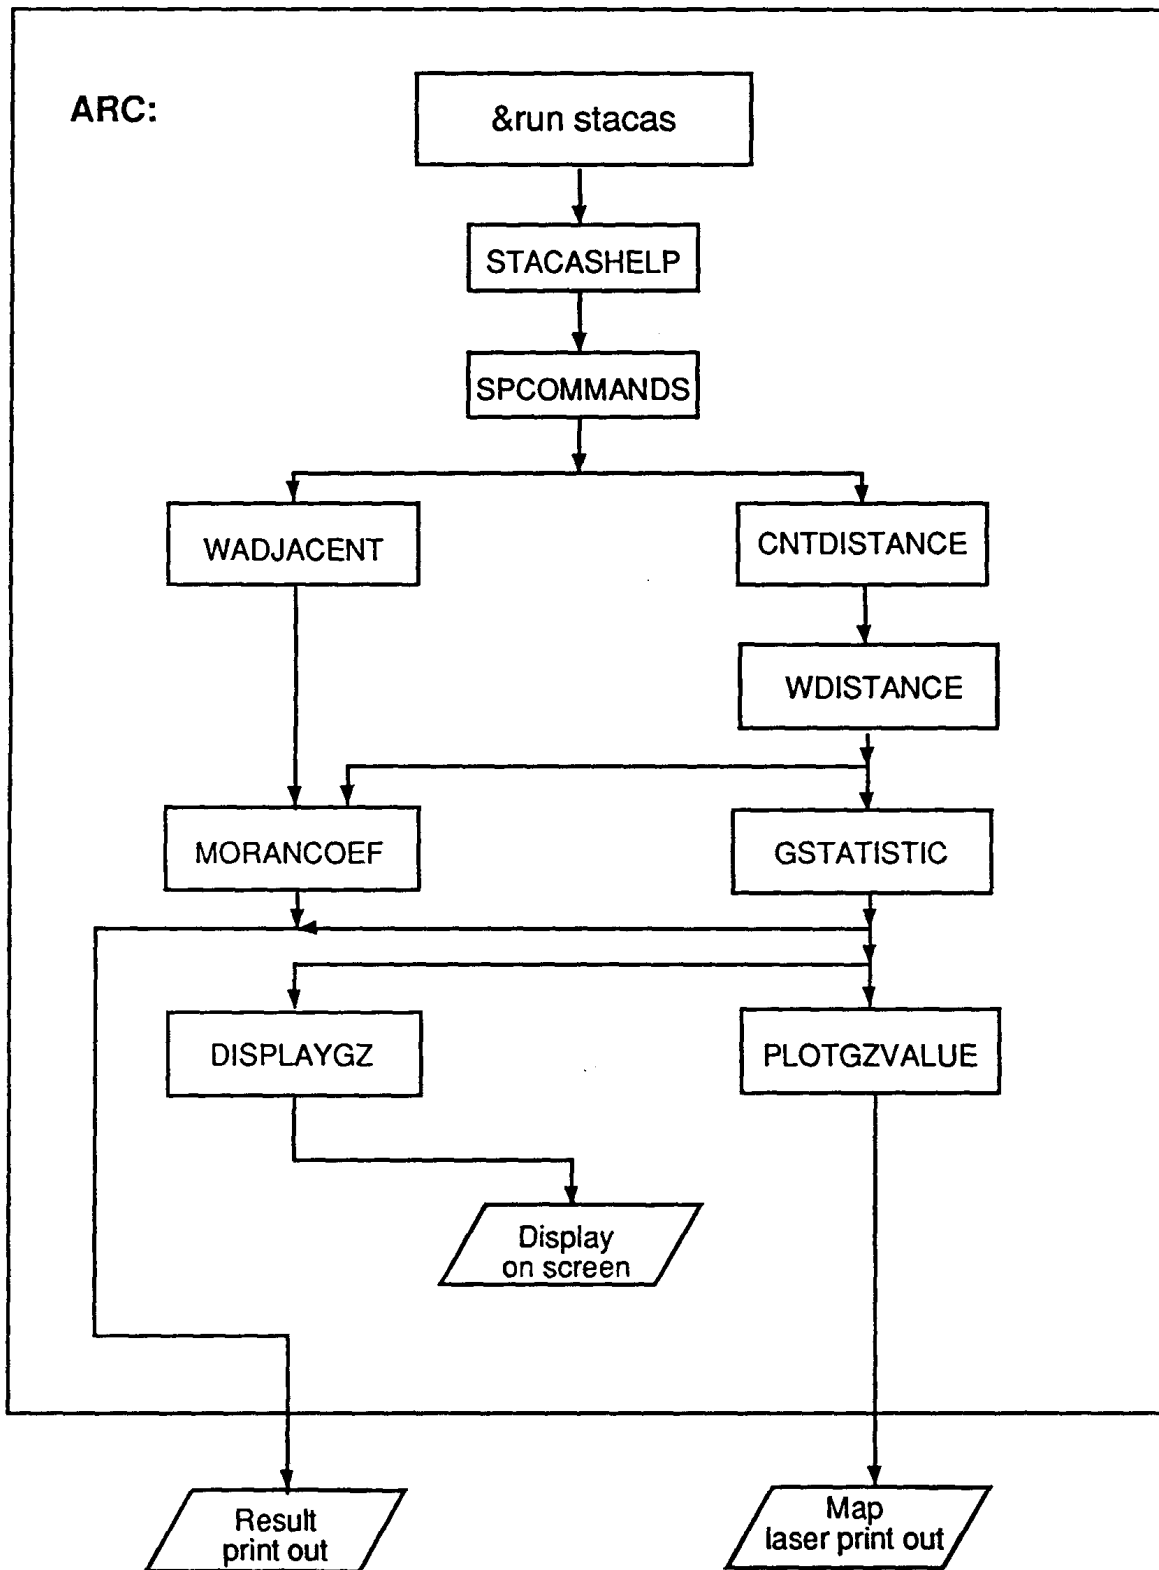 ARC:
&run stacas
STACASHELP
SPCOMMANDS
WADJACENT
CNTDISTANCE
WDISTANCE
MORANCOEF
GSTATISTIC
DISPLAYGZ
PLOTGZVALUE
Display
on screen
Result
print out
Map
laser print out